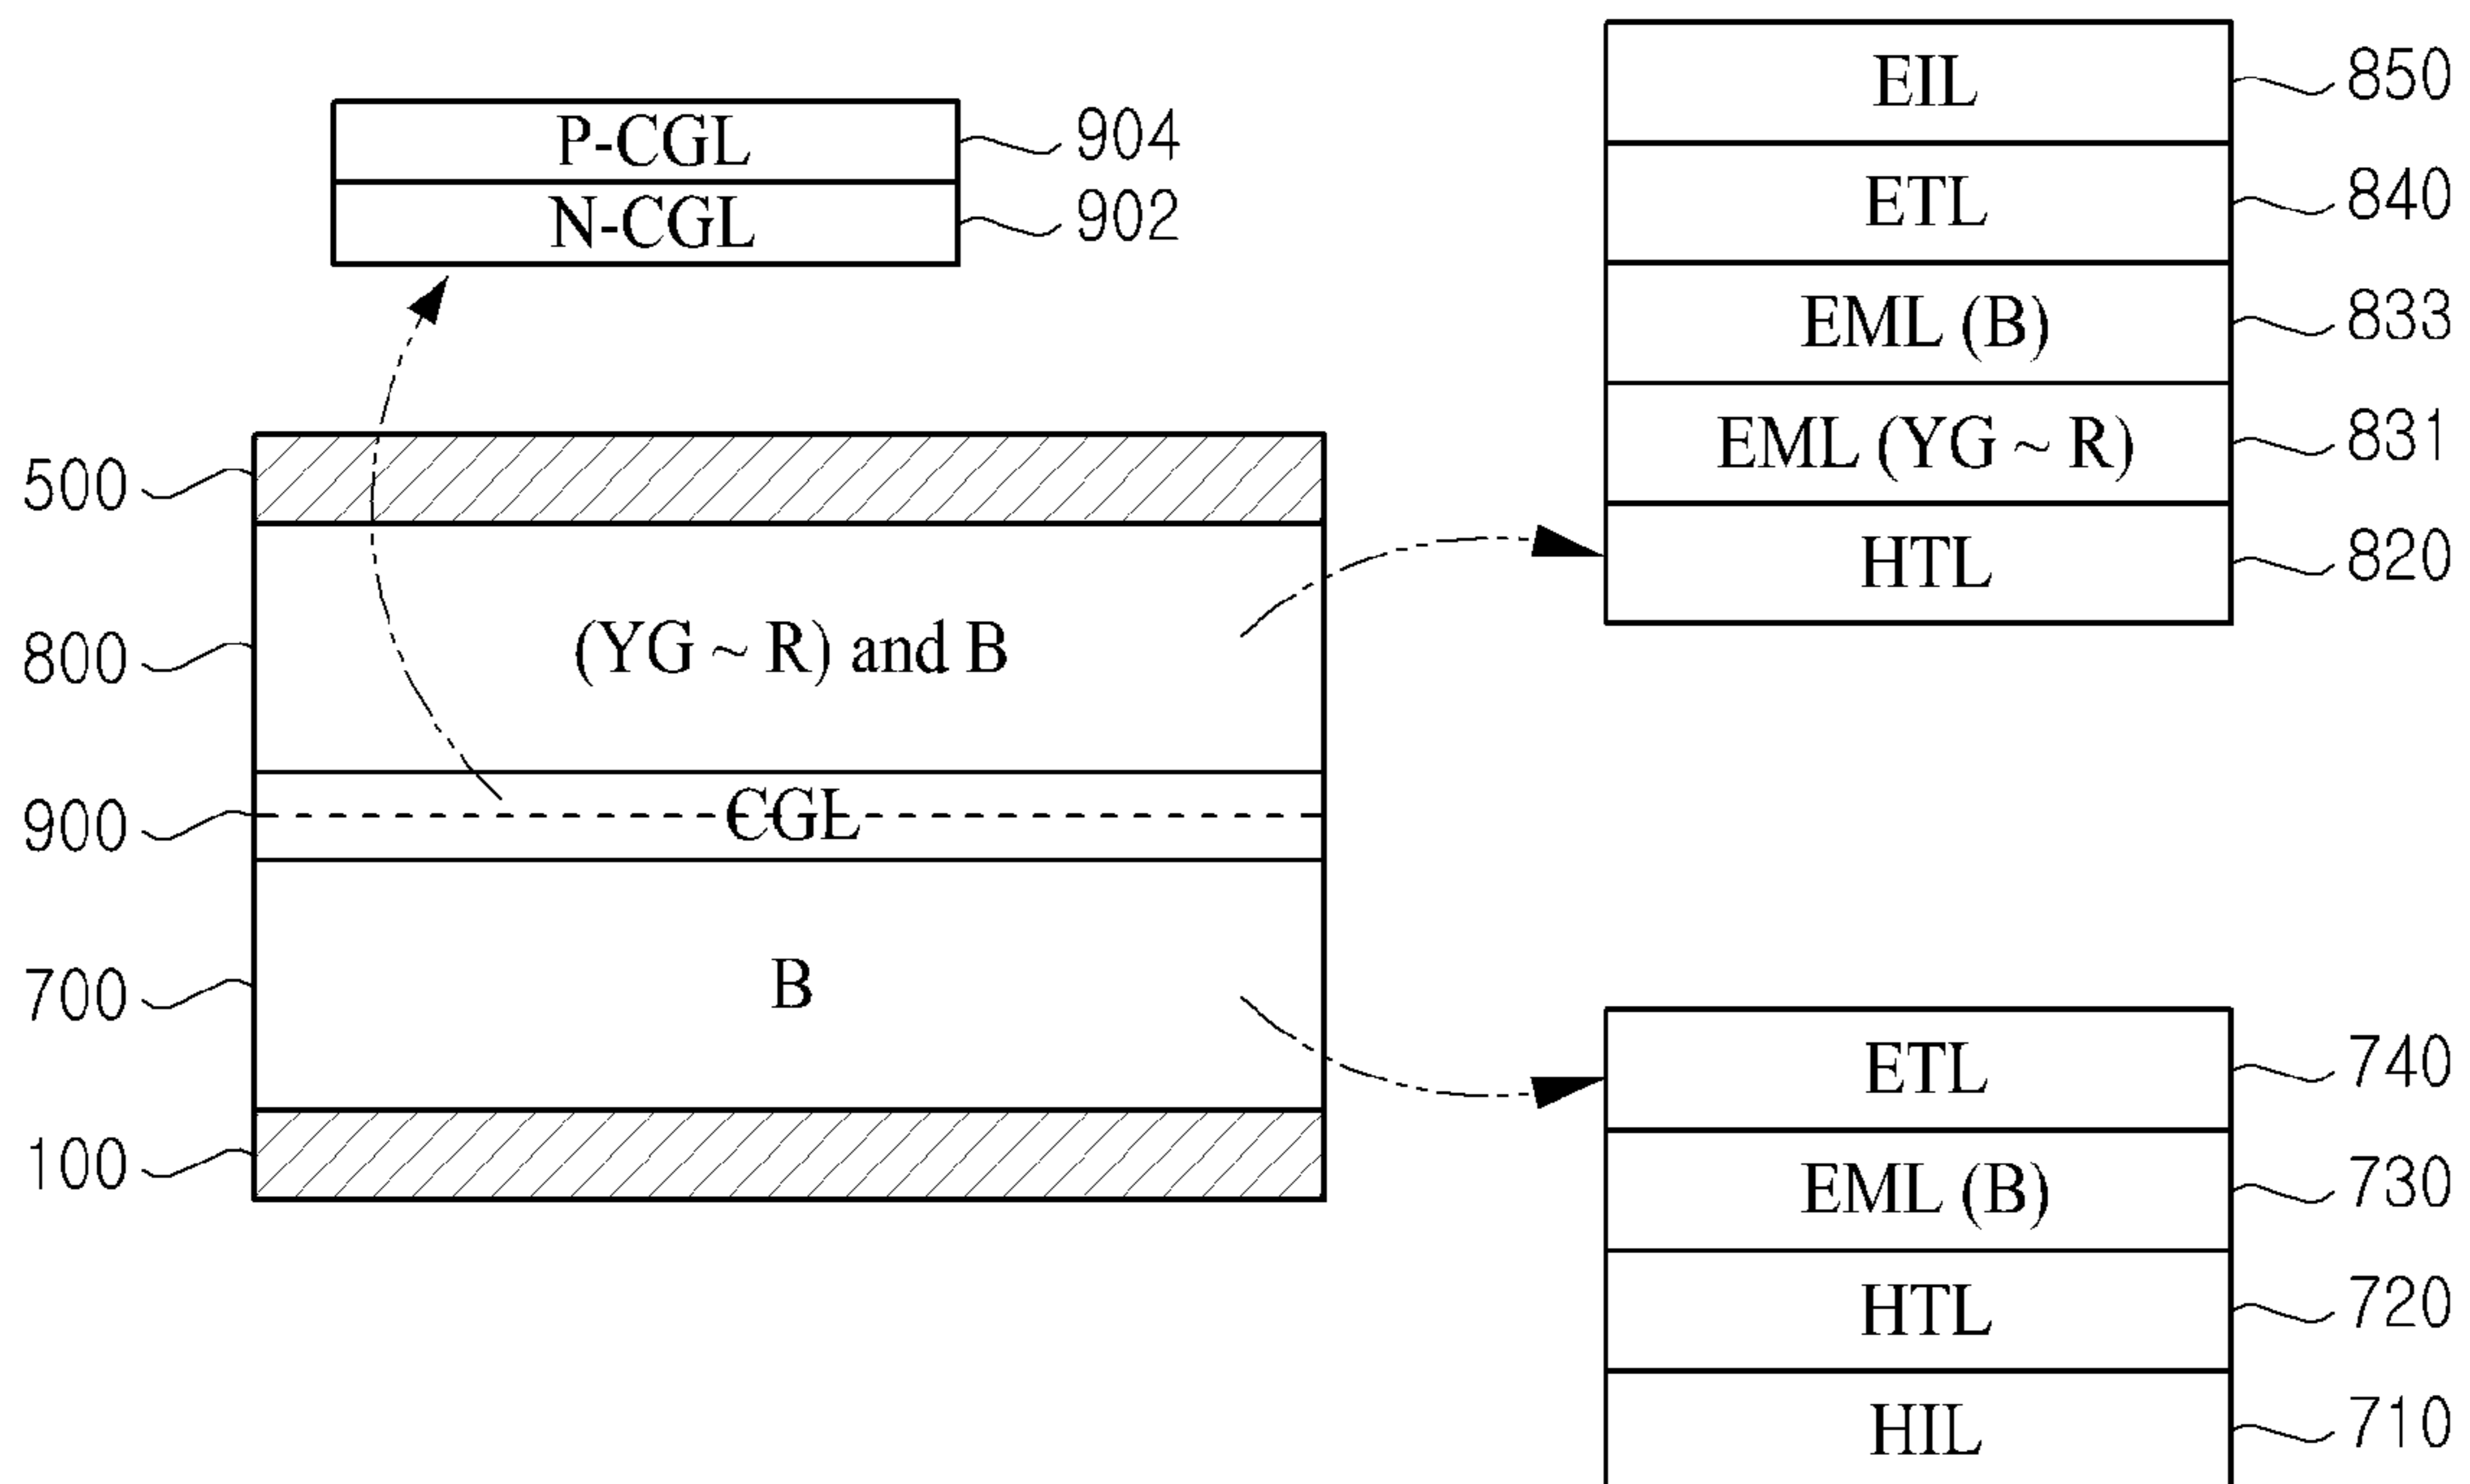 P-CGL 904
N-CGL 902
500
800 (YG ~ R) and B
900 CGL
700 B
100
EIL 850
ETL 840
EML (B) 833
EML (YG ~ R) 831
HTL 820
ETL 740
EML (B) 730
HTL 720
HIL 710